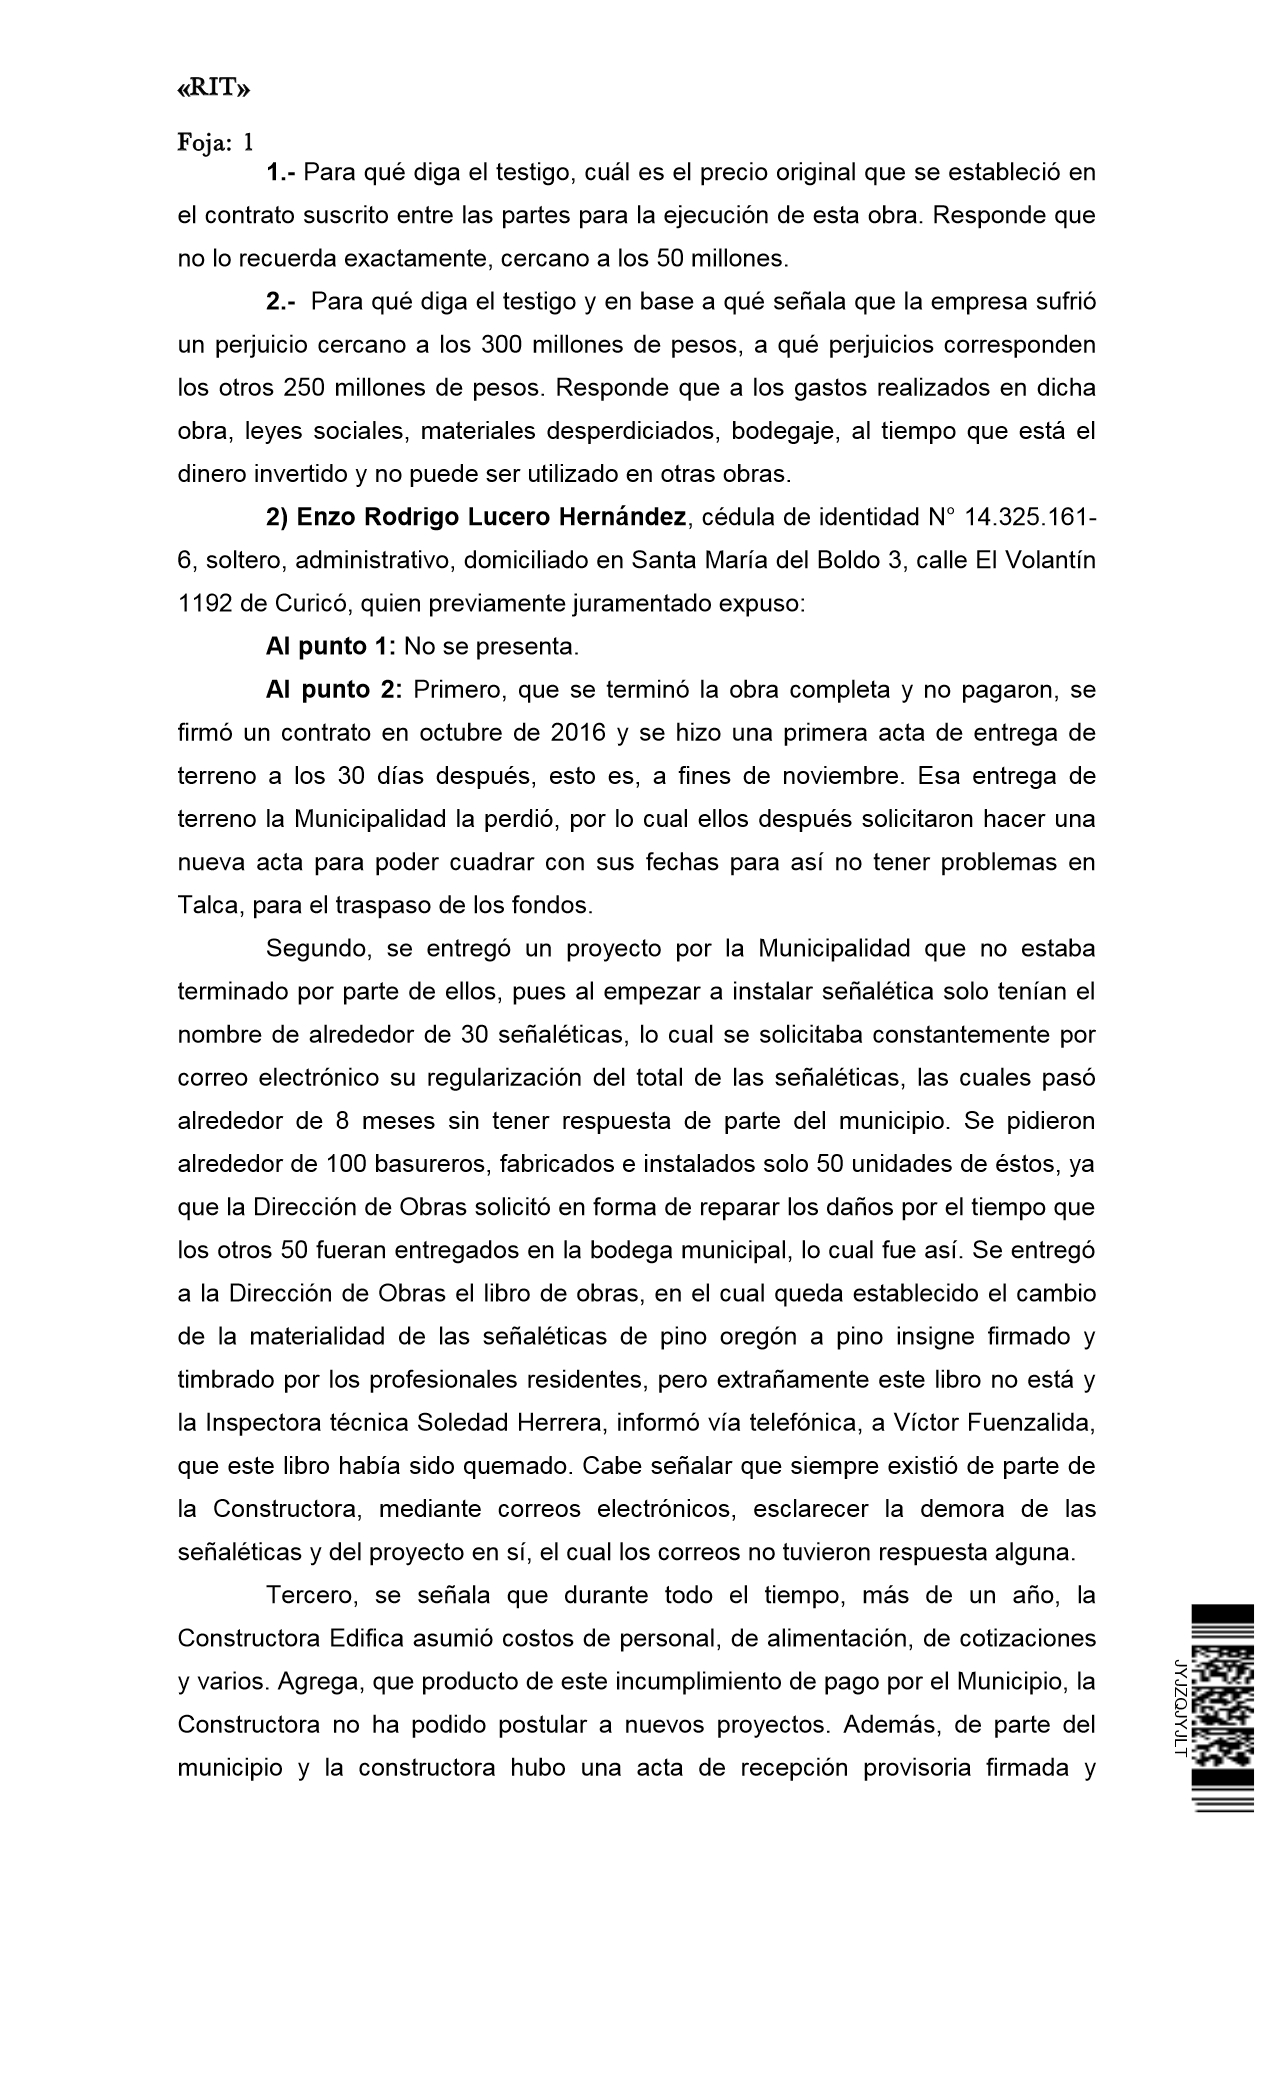 «RIT»
Foja: 1
1.- Para qué diga el testigo, cuál es el precio original que se estableció en
el contrato suscrito entre las partes para la ejecución de esta obra. Responde que
no lo recuerda exactamente, cercano a los 50 millones.
2.- Para qué diga el testigo y en base a qué señala que la empresa sufrió
un perjuicio cercano a los 300 millones de pesos, a qué perjuicios corresponden
los otros 250 millones de pesos. Responde que a los gastos realizados en dicha
obra, leyes sociales, materiales desperdiciados, bodegaje, al tiempo que está el
dinero invertido y no puede ser utilizado en otras obras.
2) Enzo Rodrigo Lucero Hernández, cédula de identidad N° 14.325.161-
6, soltero, administrativo, domiciliado en Santa María del Boldo 3, calle El Volantín
1192 de Curicó, quien previamente juramentado expuso:
Al punto 1: No se presenta.
Al punto 2: Primero, que se terminó la obra completa y no pagaron, se
firmó un contrato en octubre de 2016 y se hizo una primera acta de entrega de
terreno a los 30 días después, esto es, a fines de noviembre. Esa entrega de
terreno la Municipalidad la perdió, por lo cual ellos después solicitaron hacer una
nueva acta para poder cuadrar con sus fechas para así no tener problemas en
Talca, para el traspaso de los fondos.
Segundo, se entregó un proyecto por la Municipalidad que no estaba
terminado por parte de ellos, pues al empezar a instalar señalética solo tenían el
nombre de alrededor de 30 señaléticas, lo cual se solicitaba constantemente por
correo electrónico su regularización del total de las señaléticas, las cuales pasó
alrededor de 8 meses sin tener respuesta de parte del municipio. Se pidieron
alrededor de 100 basureros, fabricados e instalados solo 50 unidades de éstos, ya
que la Dirección de Obras solicitó en forma de reparar los daños por el tiempo que
los otros 50 fueran entregados en la bodega municipal, lo cual fue así. Se entregó
a la Dirección de Obras el libro de obras, en el cual queda establecido el cambio
de la materialidad de las señaléticas de pino oregón a pino insigne firmado y
timbrado por los profesionales residentes, pero extrañamente este libro no está y
la Inspectora técnica Soledad Herrera, informó vía telefónica, a Víctor Fuenzalida,
que este libro había sido quemado. Cabe señalar que siempre existió de parte de
la Constructora, mediante correos electrónicos, esclarecer la demora de las
señaléticas y del proyecto en sí, el cual los correos no tuvieron respuesta alguna.
Tercero, se señala que durante todo el tiempo, más de un año, la
Constructora Edifica asumió costos de personal, de alimentación, de cotizaciones
y varios. Agrega, que producto de este incumplimiento de pago por el Municipio, la
Constructora no ha podido postular a nuevos proyectos. Además, de parte del
municipio y la constructora hubo una acta de recepción provisoria firmada y
JYJZQJYJLT